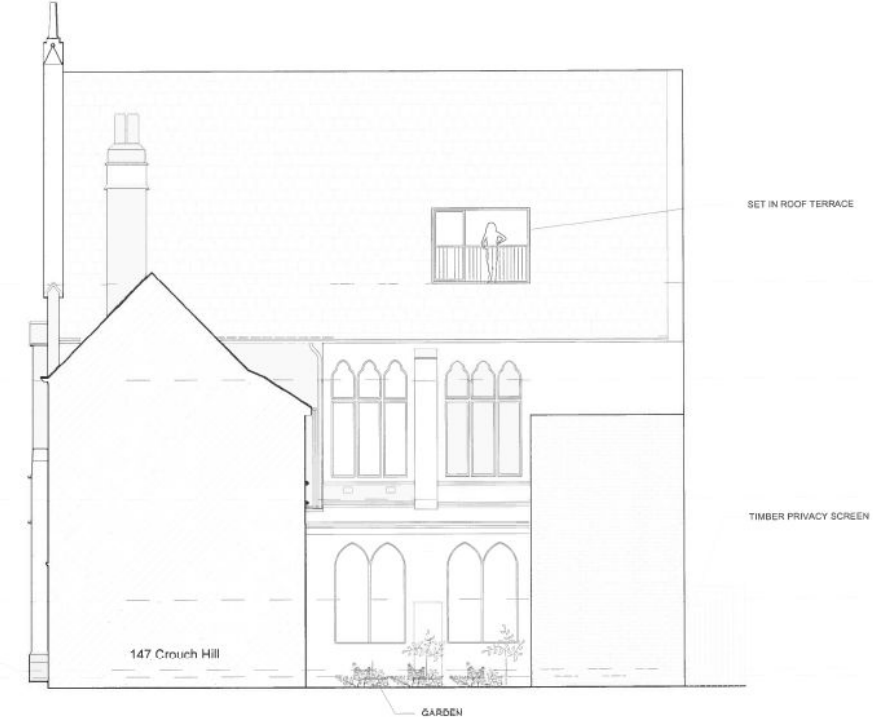 SET IN ROOF TERRACE
TIMBER PRIVACY SCREEN
147 Crouch Hill
GARDEN